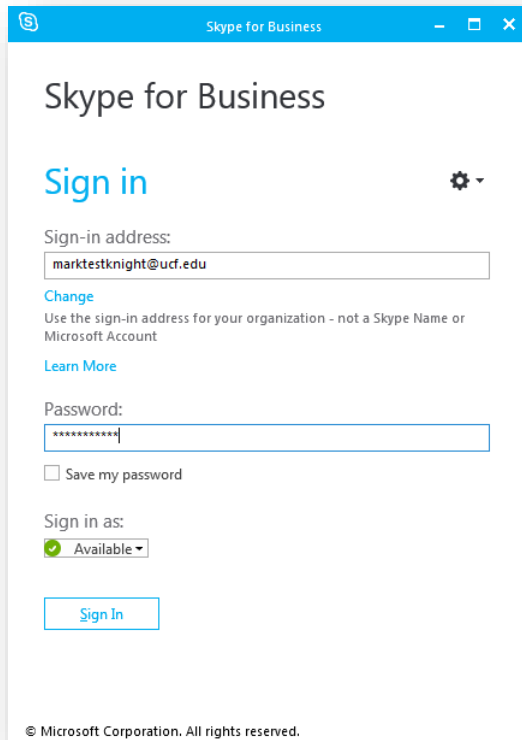 Skype for Business
Skype for Business
Sign in
Sign-in address:
marktestknight@ucf.edu
Change
Use the sign-in address for your organization - not a Skype Name or
Microsoft Account
Learn More
Password:
***********
Save my password
Sign in as:
Available
Sign In
© Microsoft Corporation. All rights reserved.